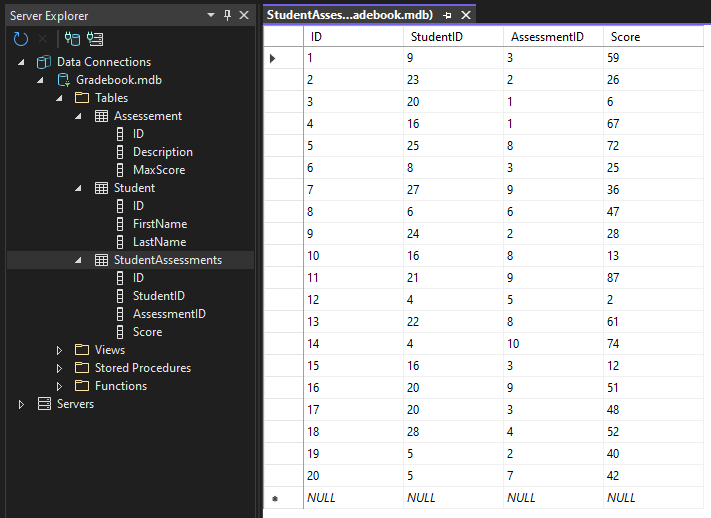 Server Explorer
Data Connections
Gradebook.mdb
Tables
Assessement
ID
Description
MaxScore
Student
ID
FirstName
LastName
StudentAssessments
ID
StudentID
AssessmentID
Score
Views
Stored Procedures
Functions
Servers
StudentAsses...adebook.mdb)
ID StudentID AssessmentID Score
1 9 3 59
2 23 2 26
3 20 1 6
4 16 1 67
5 25 8 72
6 8 3 25
7 27 9 36
8 6 6 47
9 24 2 28
10 16 8 13
11 21 9 87
12 4 5 2
13 22 8 61
14 4 10 74
15 16 3 12
16 20 9 51
17 20 3 48
18 28 4 52
19 5 2 40
20 5 7 42
NULL NULL NULL NULL